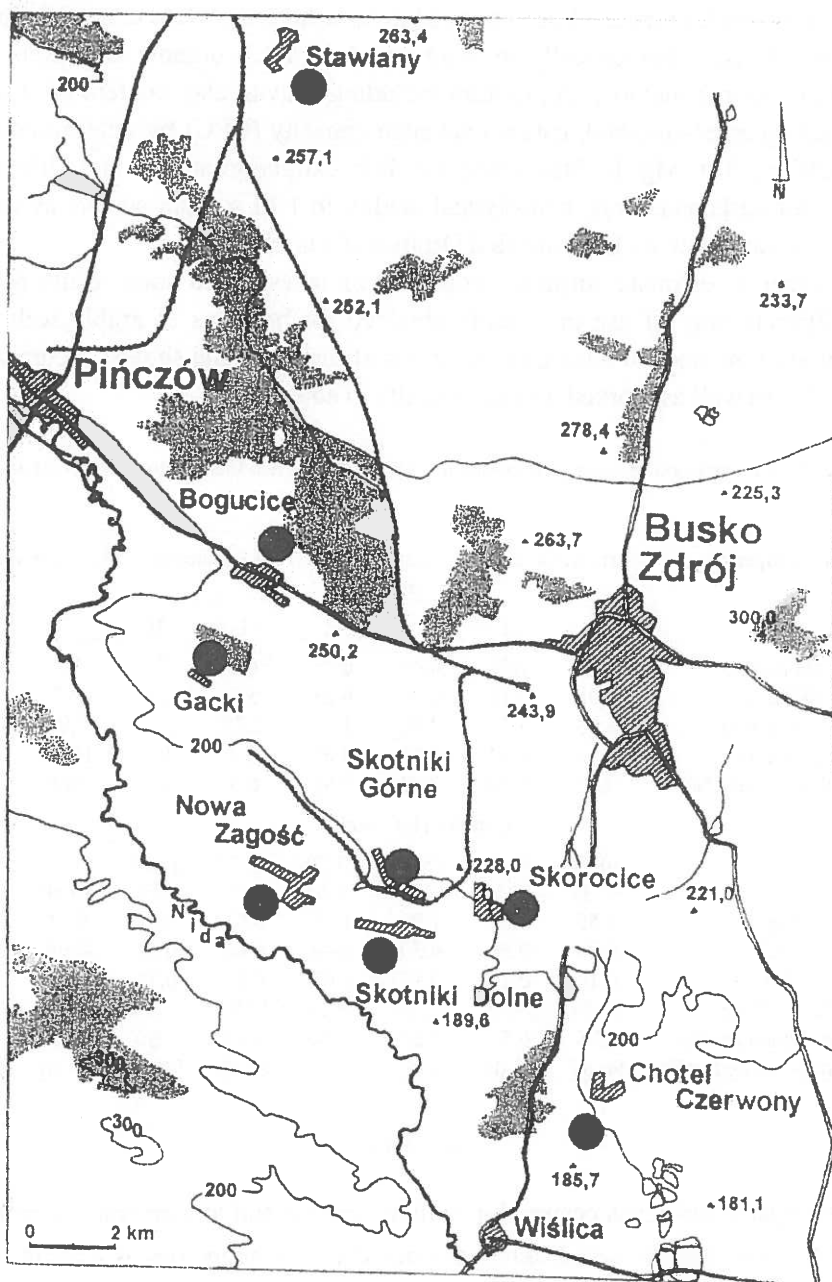 263,4
Stawiany
200
257,1
N
252,1
233,7
Pińczów
278,4
225,3
Bogucice
263,7
Busko
Zdrój
300,0
250,2
Gacki
243,9
200
Skotniki
Górne
Nowa
Zagość
228,0
Skorocice
221,0
Nida
Skotniki Dolne
189,6
200
300
Chotel
Czerwony
300
185,7
200
181,1
Wiślica
0 2 km